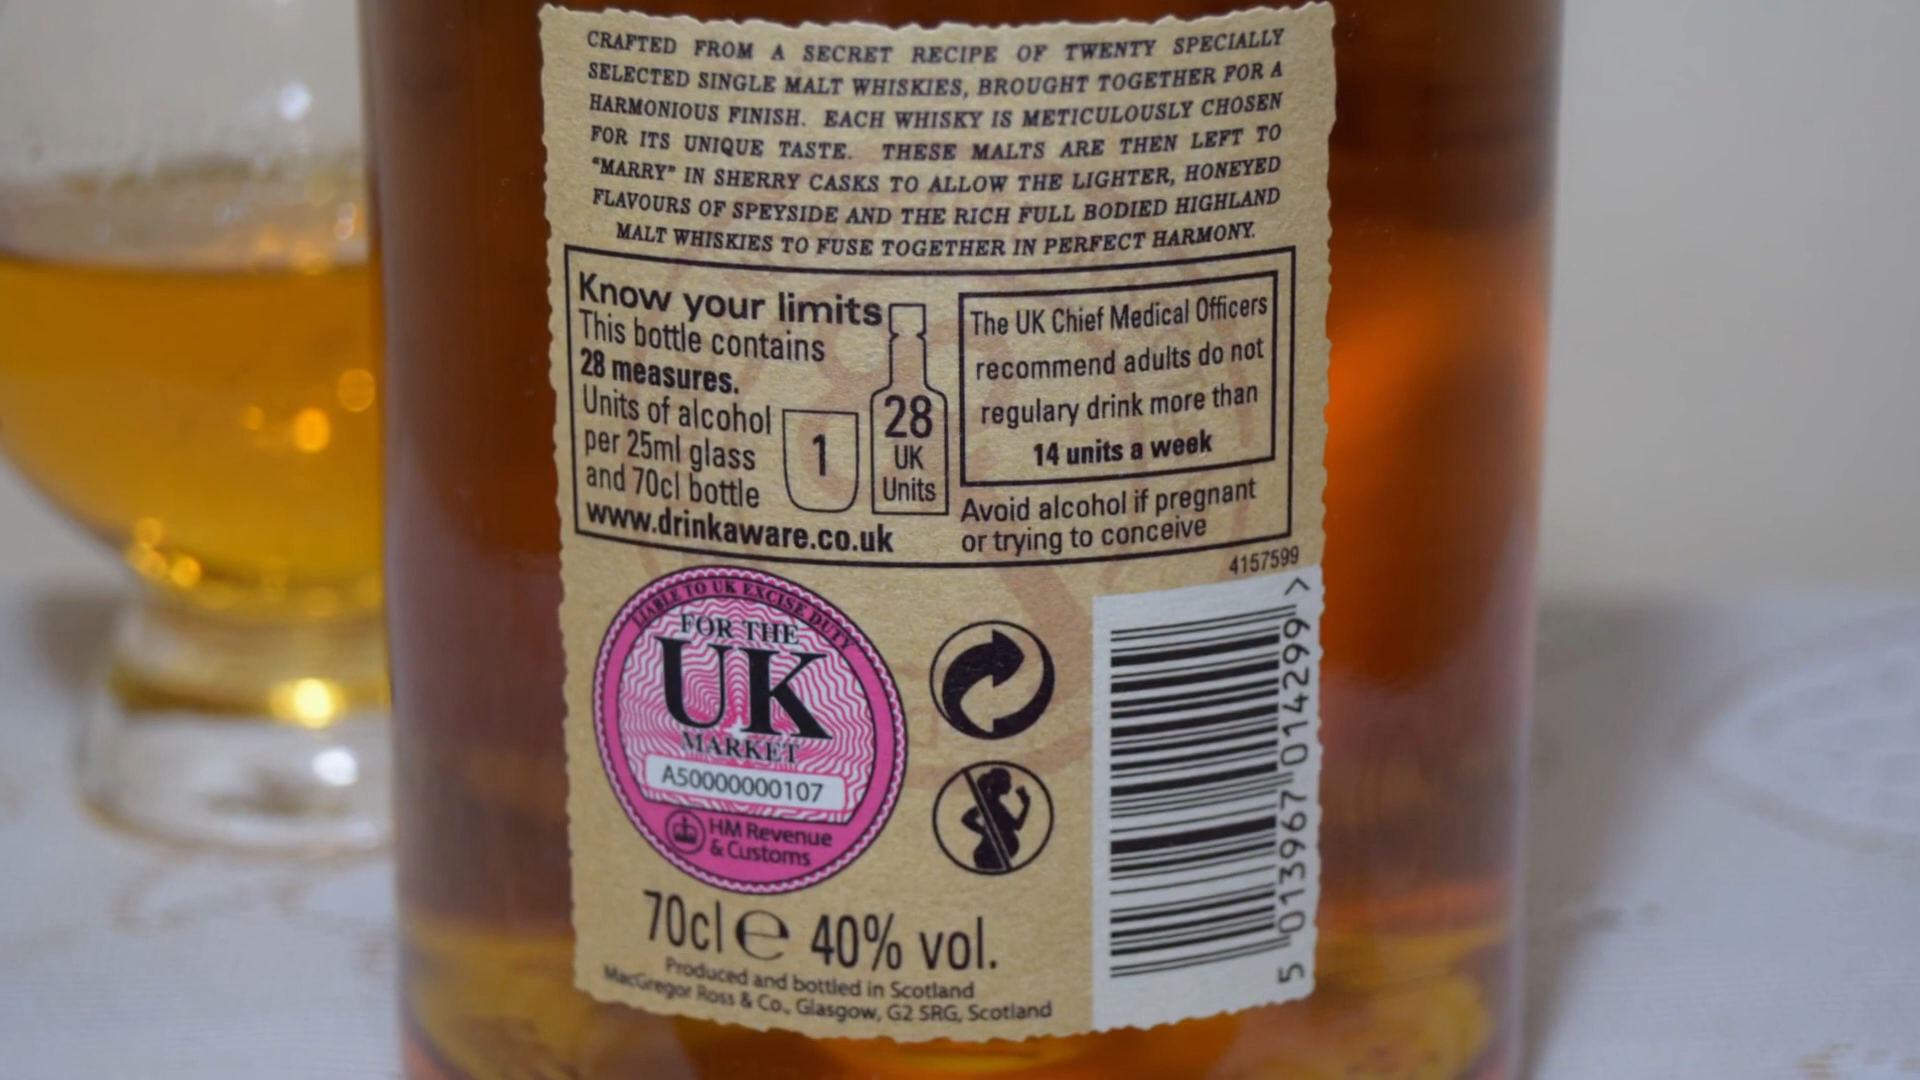 CRAFTED FROM A SECRET RECIPE OF TWENTY SPECIALLY
SELECTED SINGLE MALT WHISKIES, BROUGHT TOGETHER FOR A
HARMONIOUS FINISH. EACH WHISKY IS METICULOUSLY CHOSEN
FOR ITS UNIQUE TASTE. THESE MALTS ARE THEN LEFT TO
"MARRY" IN SHERRY CASKS TO ALLOW THE LIGHTER, HONEYED
FLAVOURS OF SPEYSIDE AND THE RICH FULL BODIED HIGHLAND
MALT WHISKIES TO FUSE TOGETHER IN PERFECT HARMONY.
Know your limits
This bottle contains
28 measures.
Units of alcohol
per 25ml glass
and 70cl bottle
www.drinkaware.co.uk
1
28
UK
Units
The UK Chief Medical Officers
recommend adults do not
regulary drink more than
14 units a week
Avoid alcohol if pregnant
or trying to conceive
4157599
LIABLE TO UK EXCISE DUTY
FOR THE
UK
MARKET
A50000000107
HM Revenue
& Customs
5 013967 014299 >
70cl e 40% vol.
Produced and bottled in Scotland
MacGregor Ross & Co., Glasgow, G2 5RG, Scotland